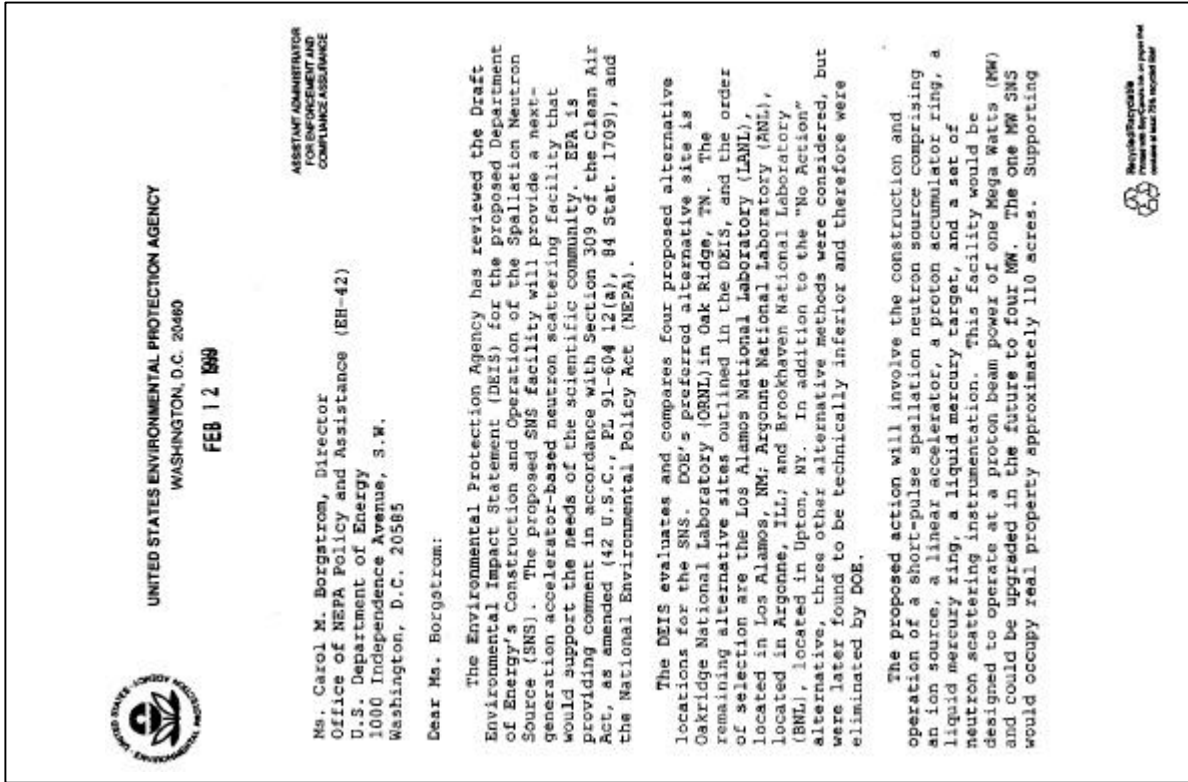 UNITED STATES ENVIRONMENTAL PROTECTION AGENCY
WASHINGTON, D.C. 20460
FEB 12 1999
ASSISTANT ADMINISTRATOR
FOR ENFORCEMENT AND
COMPLIANCE ASSURANCE
Ms. Carol M. Borgstrom, Director
Office of NEPA Policy and Assistance (EH-42)
U.S. Department of Energy
1000 Independence Avenue, S.W.
Washington, D.C. 20585
Dear Ms. Borgstrom:
The Environmental Protection Agency has reviewed the Draft
Environmental Impact Statement (DEIS) for the proposed Department
of Energy's Construction and Operation of the Spallation Neutron
Source (SNS). The proposed SNS facility will provide a next-
generation accelerator-based neutron scattering facility that
would support the needs of the scientific community. EPA is
providing comment in accordance with Section 309 of the Clean Air
Act, as amended (42 U.S.C., PL 91-604 12(a), 84 Stat. 1709), and
the National Environmental Policy Act (NEPA).
The DEIS evaluates and compares four proposed alternative
locations for the SNS. DOE's preferred alternative site is
Oakridge National Laboratory (ORNL)in Oak Ridge, TN. The
remaining alternative sites outlined in the DEIS, and the order
of selection are the Los Alamos National Laboratory (LANL),
located in Los Alamos, NM; Argonne National Laboratory (ANL),
located in Argonne, ILL; and Brookhaven National Laboratory
(BNL), located in Upton, NY. In addition to the "No Action"
alternative, three other alternative methods were considered, but
were later found to be technically inferior and therefore were
eliminated by DOE.
The proposed action will involve the construction and
operation of a short-pulse spallation neutron source comprising
an ion source, a linear accelerator, a proton accumulator ring, a
liquid mercury ring, a liquid mercury target, and a set of
neutron scattering instrumentation. This facility would be
designed to operate at a proton beam power of one Mega Watts (MW)
and could be upgraded in the future to four MW. The one MW SNS
would occupy real property approximately 110 acres. Supporting
Recycled/Recyclable